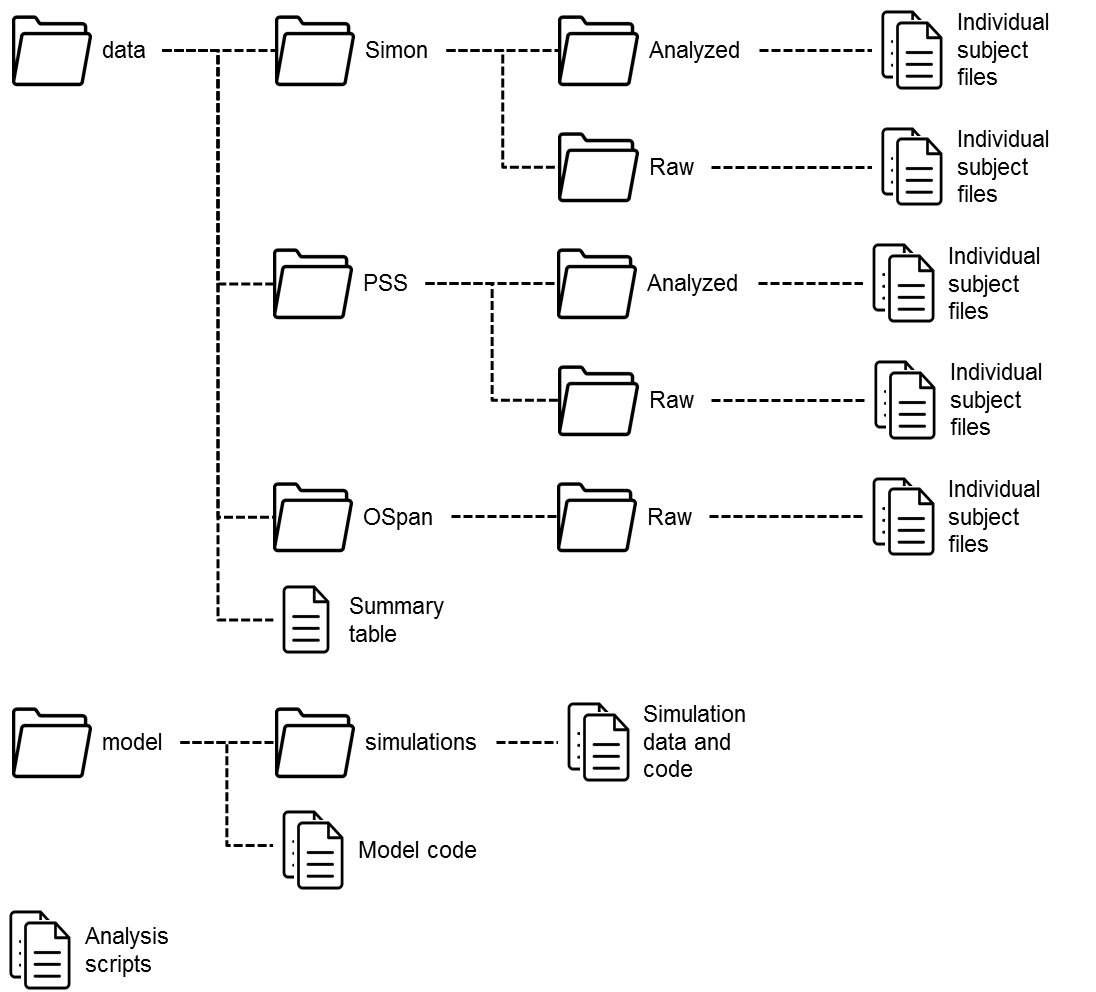 data
Simon
Analyzed
Individual
subject
files
Raw
Individual
subject
files
PSS
Analyzed
Individual
subject
files
Raw
Individual
subject
files
OSpan
Raw
Individual
subject
files
Summary
table
model
simulations
Simulation
data and
code
Model code
Analysis
scripts